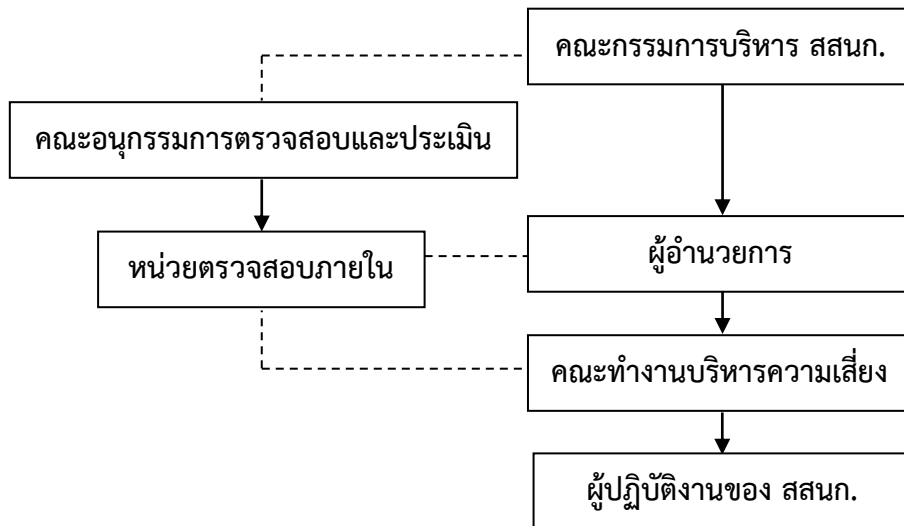 คณะกรรมการบริหาร สสนก.
คณะอนุกรรมการตรวจสอบและประเมิน
ผู้อำนวยการ
หน่วยตรวจสอบภายใน
คณะทำงานบริหารความเสี่ยง
ผู้ปฏิบัติงานของ สสนก.